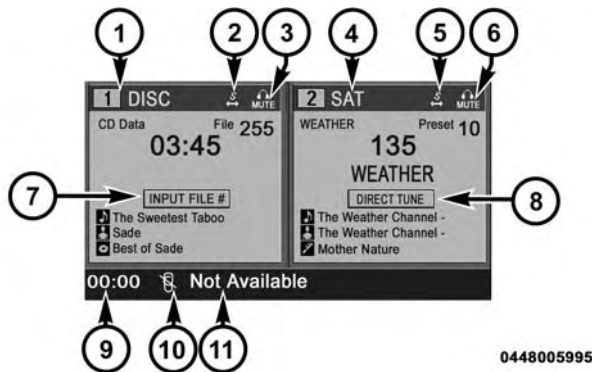 1 2 3 4 5 6
1 DISC S MUTE 2 SAT S MUTE
CD Data File 255
03:45
INPUT FILE #
The Sweetest Taboo
Sade
Best of Sade
WEATHER Preset 10
135
WEATHER
DIRECT TUNE
The Weather Channel -
The Weather Channel -
Mother Nature
7 8
00:00 Not Available
9 10 11
0448005995